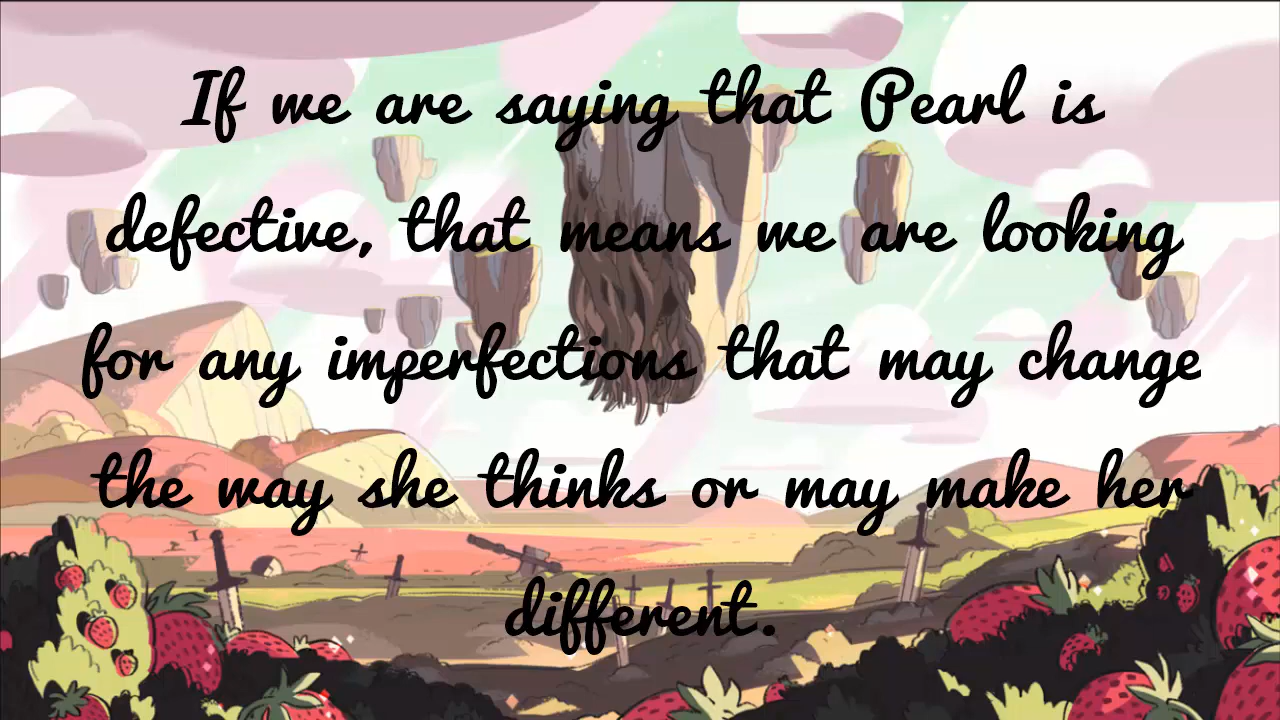 If we are saying that Pearl is
defective, that means we are looking
for any imperfections that may change
the way she thinks or may make her
different.